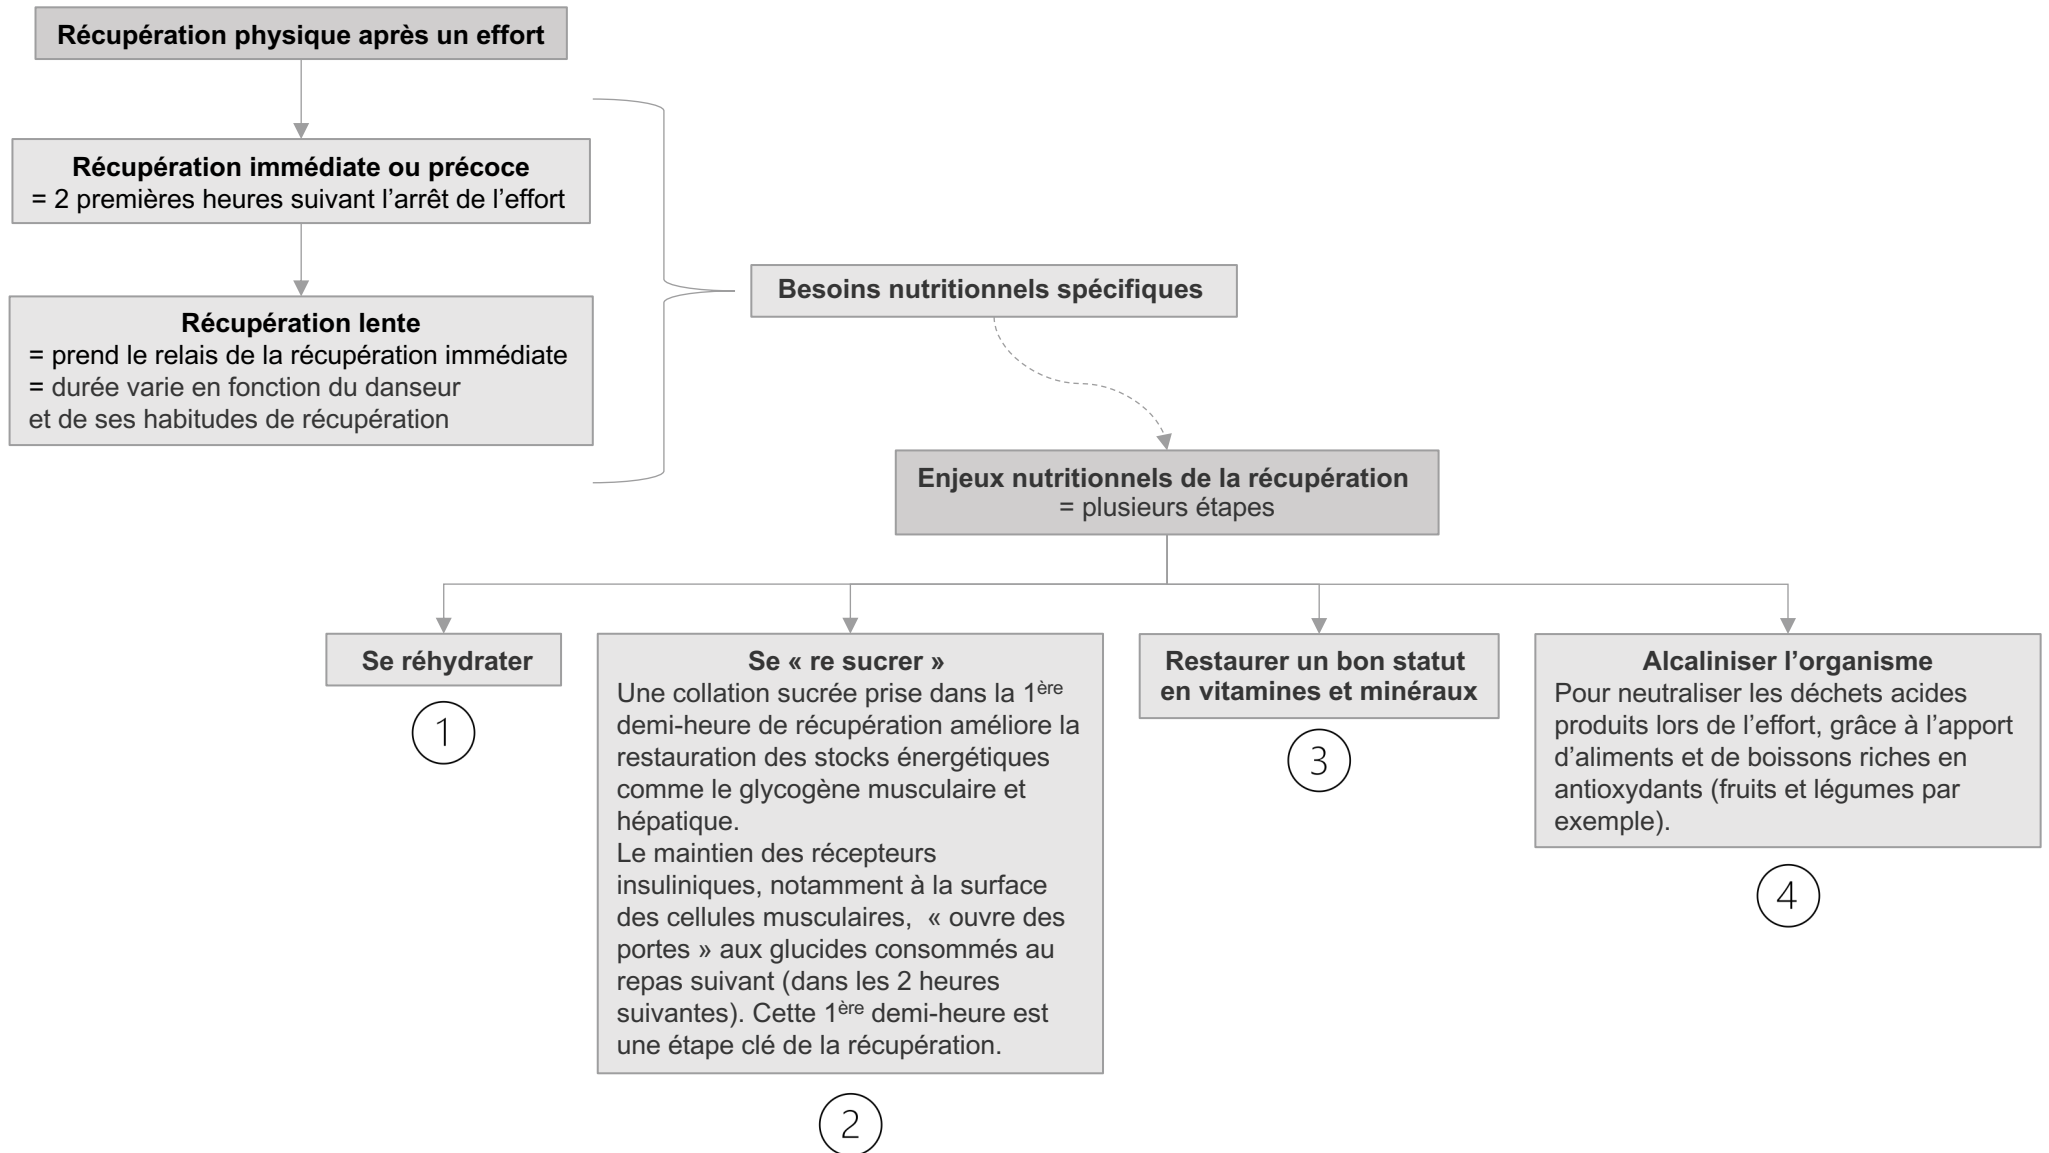 Récupération physique après un effort
Récupération immédiate ou précoce
= 2 premières heures suivant l’arrêt de l’effort
Récupération lente
= prend le relais de la récupération immédiate
= durée varie en fonction du danseur
et de ses habitudes de récupération
Besoins nutritionnels spécifiques
Enjeux nutritionnels de la récupération
= plusieurs étapes
Se réhydrater
1
Se « re sucrer »
Une collation sucrée prise dans la 1ère
demi-heure de récupération améliore la
restauration des stocks énergétiques
comme le glycogène musculaire et
hépatique.
Le maintien des récepteurs
insuliniques, notamment à la surface
des cellules musculaires, « ouvre des
portes » aux glucides consommés au
repas suivant (dans les 2 heures
suivantes). Cette 1ère demi-heure est
une étape clé de la récupération.
2
Restaurer un bon statut
en vitamines et minéraux
3
Alcaliniser l’organisme
Pour neutraliser les déchets acides
produits lors de l’effort, grâce à l’apport
d’aliments et de boissons riches en
antioxydants (fruits et légumes par
exemple).
4